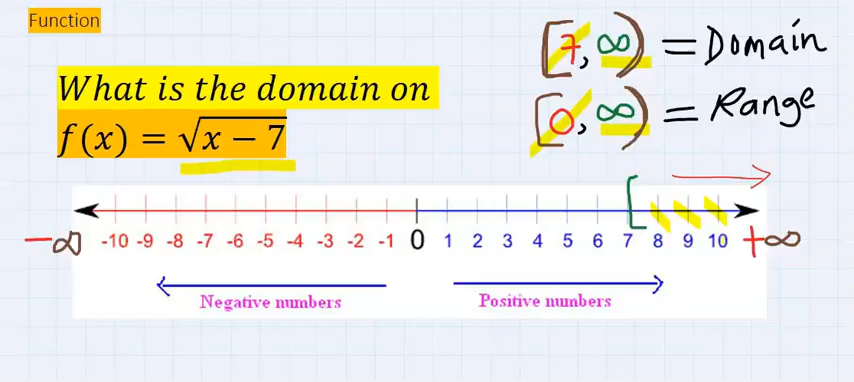 Function
[7, ∞) = Domain
What is the domain on
f(x) = √x − 7
[0, ∞) = Range
[
-∞ -10 -9 -8 -7 -6 -5 -4 -3 -2 -1 0 1 2 3 4 5 6 7 8 9 10 +∞
Negative numbers Positive numbers